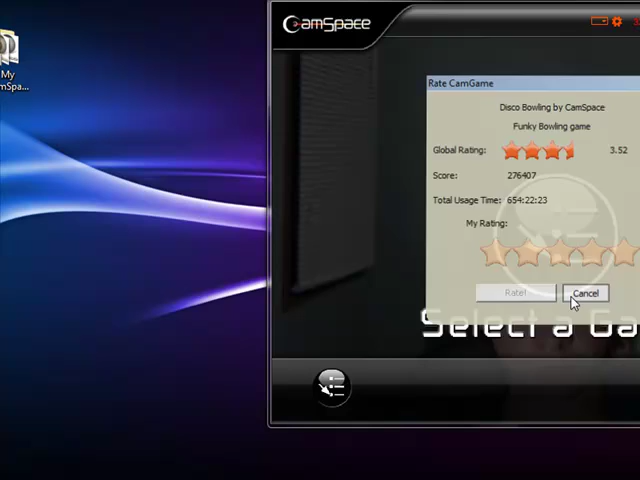 CamSpace
My
mSpa...
Rate CamGame
Disco Bowling by CamSpace
Funky Bowling game
Global Rating: 3.52
Score: 276407
Total Usage Time: 654:22:23
My Rating:
Rate! Cancel
Select a Ga